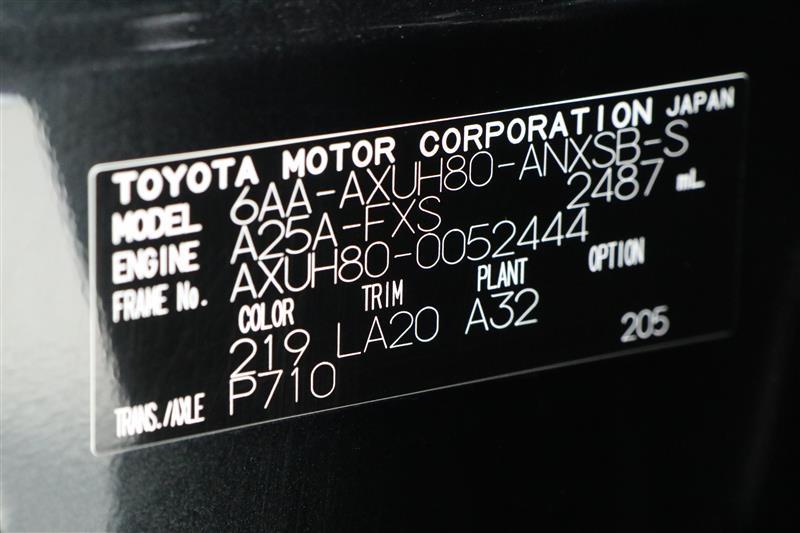 TOYOTA MOTOR CORPORATION JAPAN
MODEL 6AA-AXUH80-ANXSB-S
ENGINE A25A-FXS 2487 mL
FRAME No. AXUH80-0052444
COLOR TRIM PLANT OPTION
219 LA20 A32
TRANS./AXLE P710 205